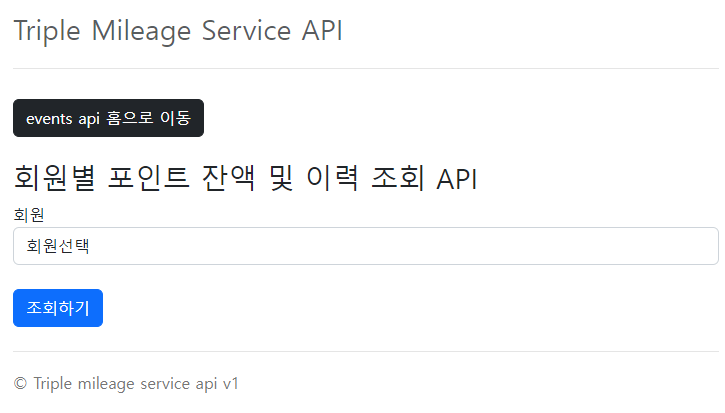 Triple Mileage Service API
events api 홈으로 이동
회원별 포인트 잔액 및 이력 조회 API
회원
회원선택
조회하기
© Triple mileage service api v1